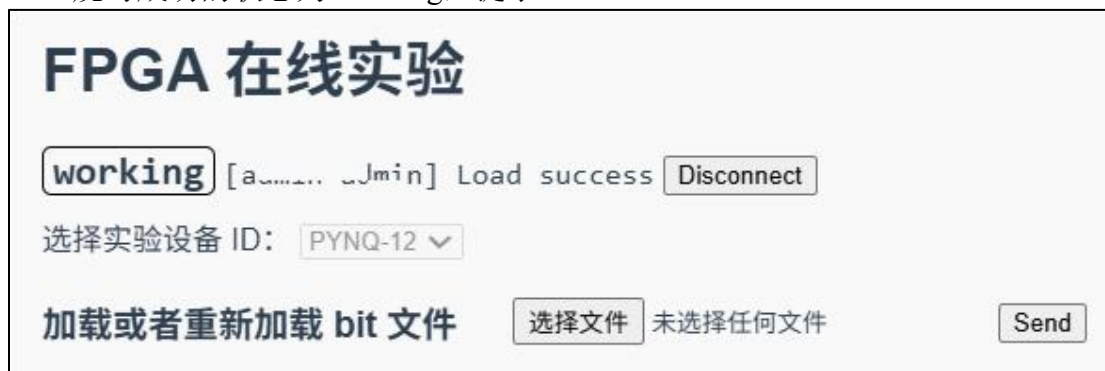 FPGA 在线实验
working Load success Disconnect
选择实验设备 ID： PYNQ-12
加载或者重新加载 bit 文件 选择文件 未选择任何文件 Send